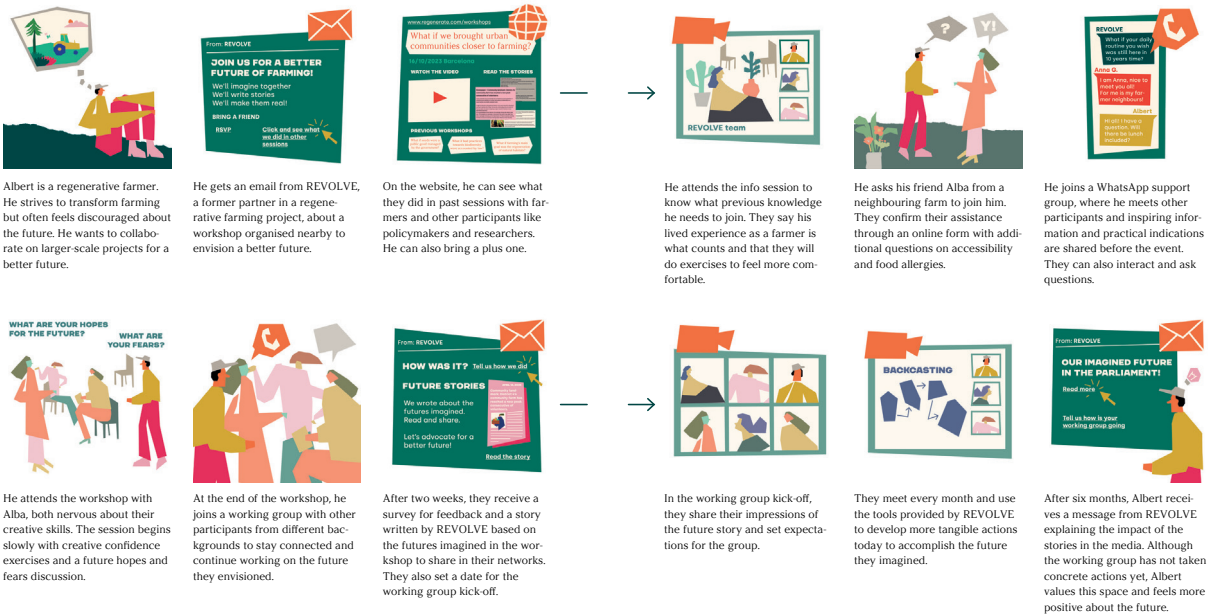 Albert is a regenerative farmer.
He strives to transform farming
but often feels discouraged about
the future. He wants to collabo-
rate on larger-scale projects for a
better future.
From: REVOLVE
JOIN US FOR A BETTER
FUTURE OF FARMING!
We'll imagine together
We'll write stories
We'll make them real!
BRING A FRIEND
RSVP
Click and see what
we did in other
sessions
He gets an email from REVOLVE,
a former partner in a regene-
rative farming project, about a
workshop organised nearby to
envision a better future.
www.regenerate.com/workshops
What if we brought urban
communities closer to farming?
16/10/2023 Barcelona
WATCH THE VIDEO
READ THE STORIES
PREVIOUS WORKSHOPS
On the website, he can see what
they did in past sessions with far-
mers and other participants like
policymakers and researchers.
He can also bring a plus one.
REVOLVE team
He attends the info session to
know what previous knowledge
he needs to join. They say his
lived experience as a farmer is
what counts and that they will
do exercises to feel more com-
fortable.
?
Y!
He asks his friend Alba from a
neighbouring farm to join him.
They confirm their assistance
through an online form with addi-
tional questions on accessibility
and food allergies.
REVOLVE
What if your daily
routine you wish
was still here in
10 years time?
Anna G.
I am Anna, nice to
meet you all!
For me is my far-
mer neighbours!
Albert
Hi all! I have a
question. Will
there be lunch
included?
He joins a WhatsApp support
group, where he meets other
participants and inspiring infor-
mation and practical indications
are shared before the event.
They can also interact and ask
questions.
WHAT ARE YOUR HOPES
FOR THE FUTURE?
WHAT ARE
YOUR FEARS?
He attends the workshop with
Alba, both nervous about their
creative skills. The session begins
slowly with creative confidence
exercises and a future hopes and
fears discussion.
At the end of the workshop, he
joins a working group with other
participants from different bac-
kgrounds to stay connected and
continue working on the future
they envisioned.
From: REVOLVE
HOW WAS IT? Tell us how we did
FUTURE STORIES
We wrote about the
futures imagined.
Read and share.
Let's advocate for a
better future!
Read the story
After two weeks, they receive a
survey for feedback and a story
written by REVOLVE based on
the futures imagined in the wor-
kshop to share in their networks.
They also set a date for the
working group kick-off.
In the working group kick-off,
they share their impressions of
the future story and set expecta-
tions for the group.
BACKCASTING
They meet every month and use
the tools provided by REVOLVE
to develop more tangible actions
today to accomplish the future
they imagined.
From: REVOLVE
OUR IMAGINED FUTURE
IN THE PARLIAMENT!
Read more
Tell us how is your
working group going
After six months, Albert recei-
ves a message from REVOLVE
explaining the impact of the
stories in the media. Although
the working group has not taken
concrete actions yet, Albert
values this space and feels more
positive about the future.